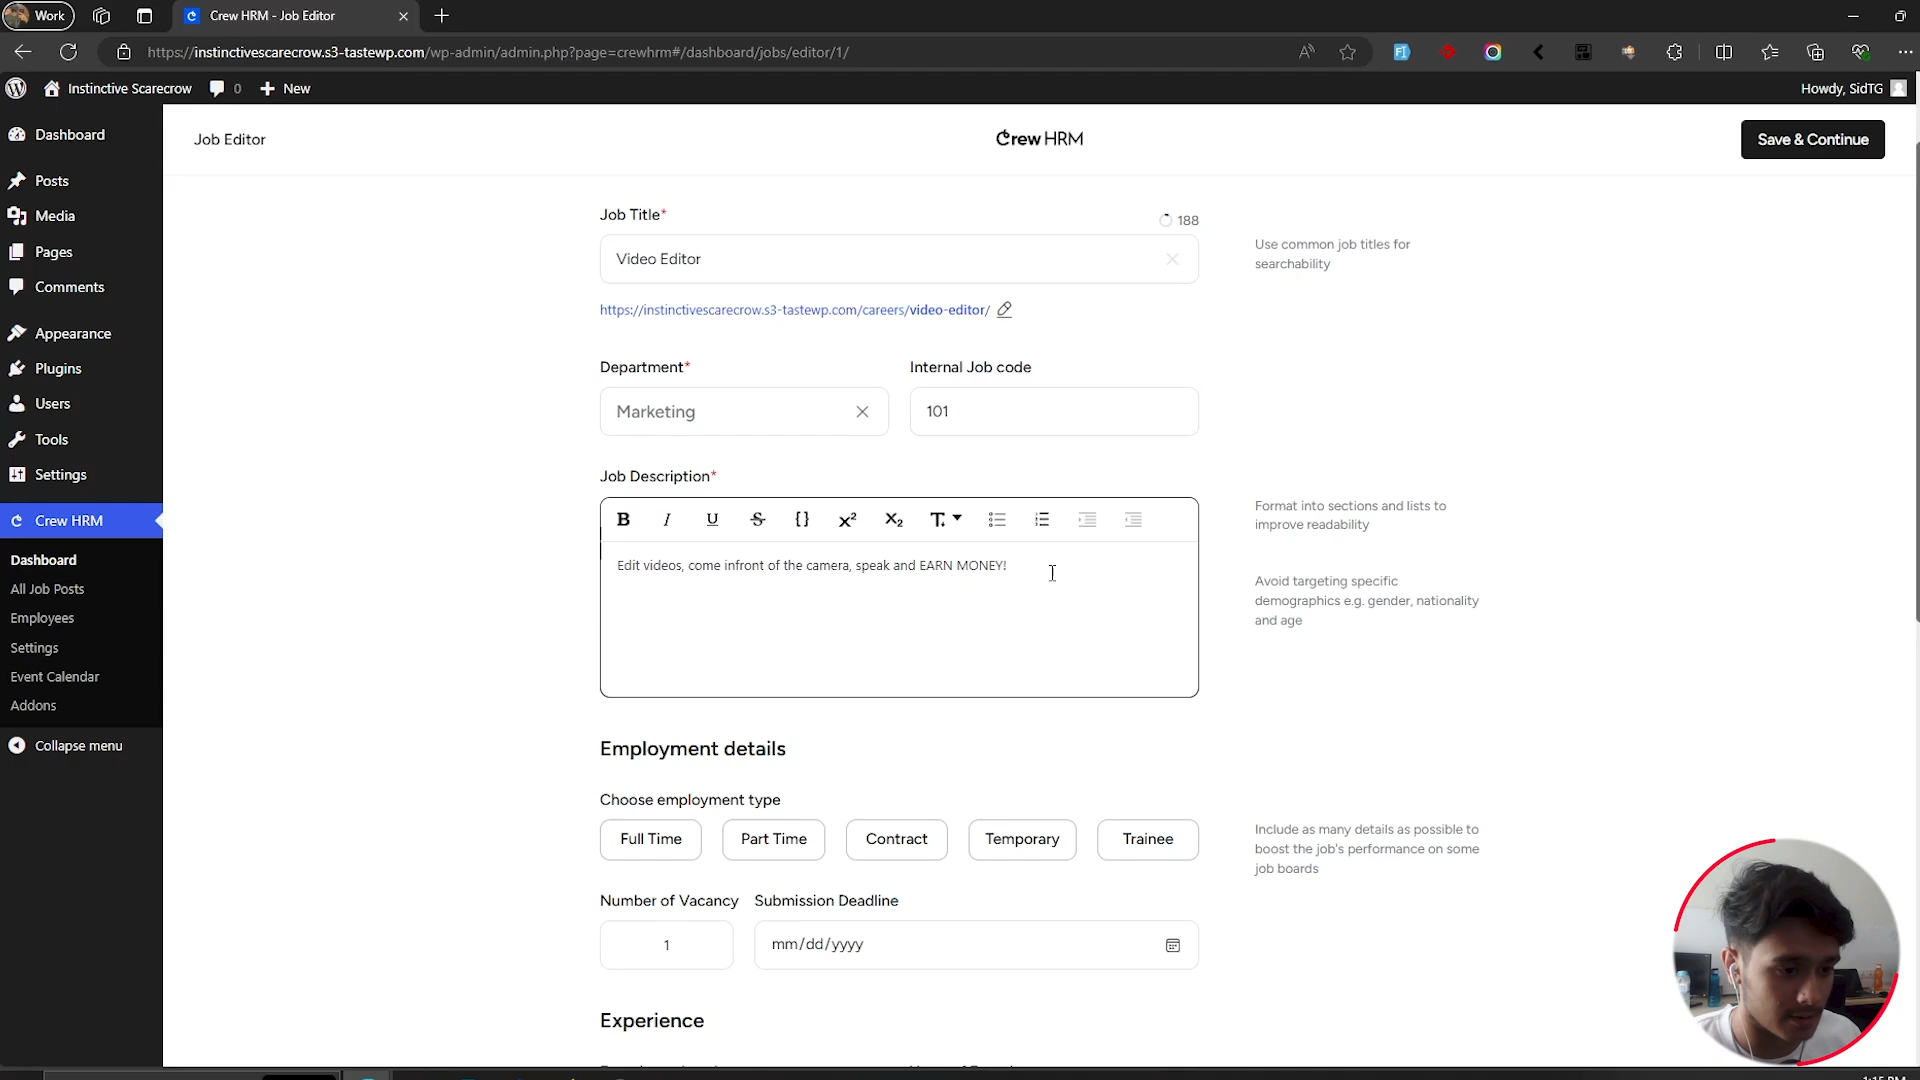 Work
Crew HRM - Job Editor
https://instinctivescarecrow.s3-tastewp.com/wp-admin/admin.php?page=crewhrm#/dashboard/jobs/editor/1/
Instinctive Scarecrow
0
New
Howdy, SidTG
Dashboard
Posts
Media
Pages
Comments
Appearance
Plugins
Users
Tools
Settings
Crew HRM
Dashboard
All Job Posts
Employees
Settings
Event Calendar
Addons
Collapse menu
Job Editor
Crew HRM
Save & Continue
Job Title*
188
Video Editor
Use common job titles for
searchability
https://instinctivescarecrow.s3-tastewp.com/careers/video-editor/
Department*
Internal Job code
Marketing
101
Job Description*
Edit videos, come infront of the camera, speak and EARN MONEY!
Format into sections and lists to
improve readability
Avoid targeting specific
demographics e.g. gender, nationality
and age
Employment details
Choose employment type
Full Time
Part Time
Contract
Temporary
Trainee
Include as many details as possible to
boost the job's performance on some
job boards
Number of Vacancy
Submission Deadline
1
mm/dd/yyyy
Experience